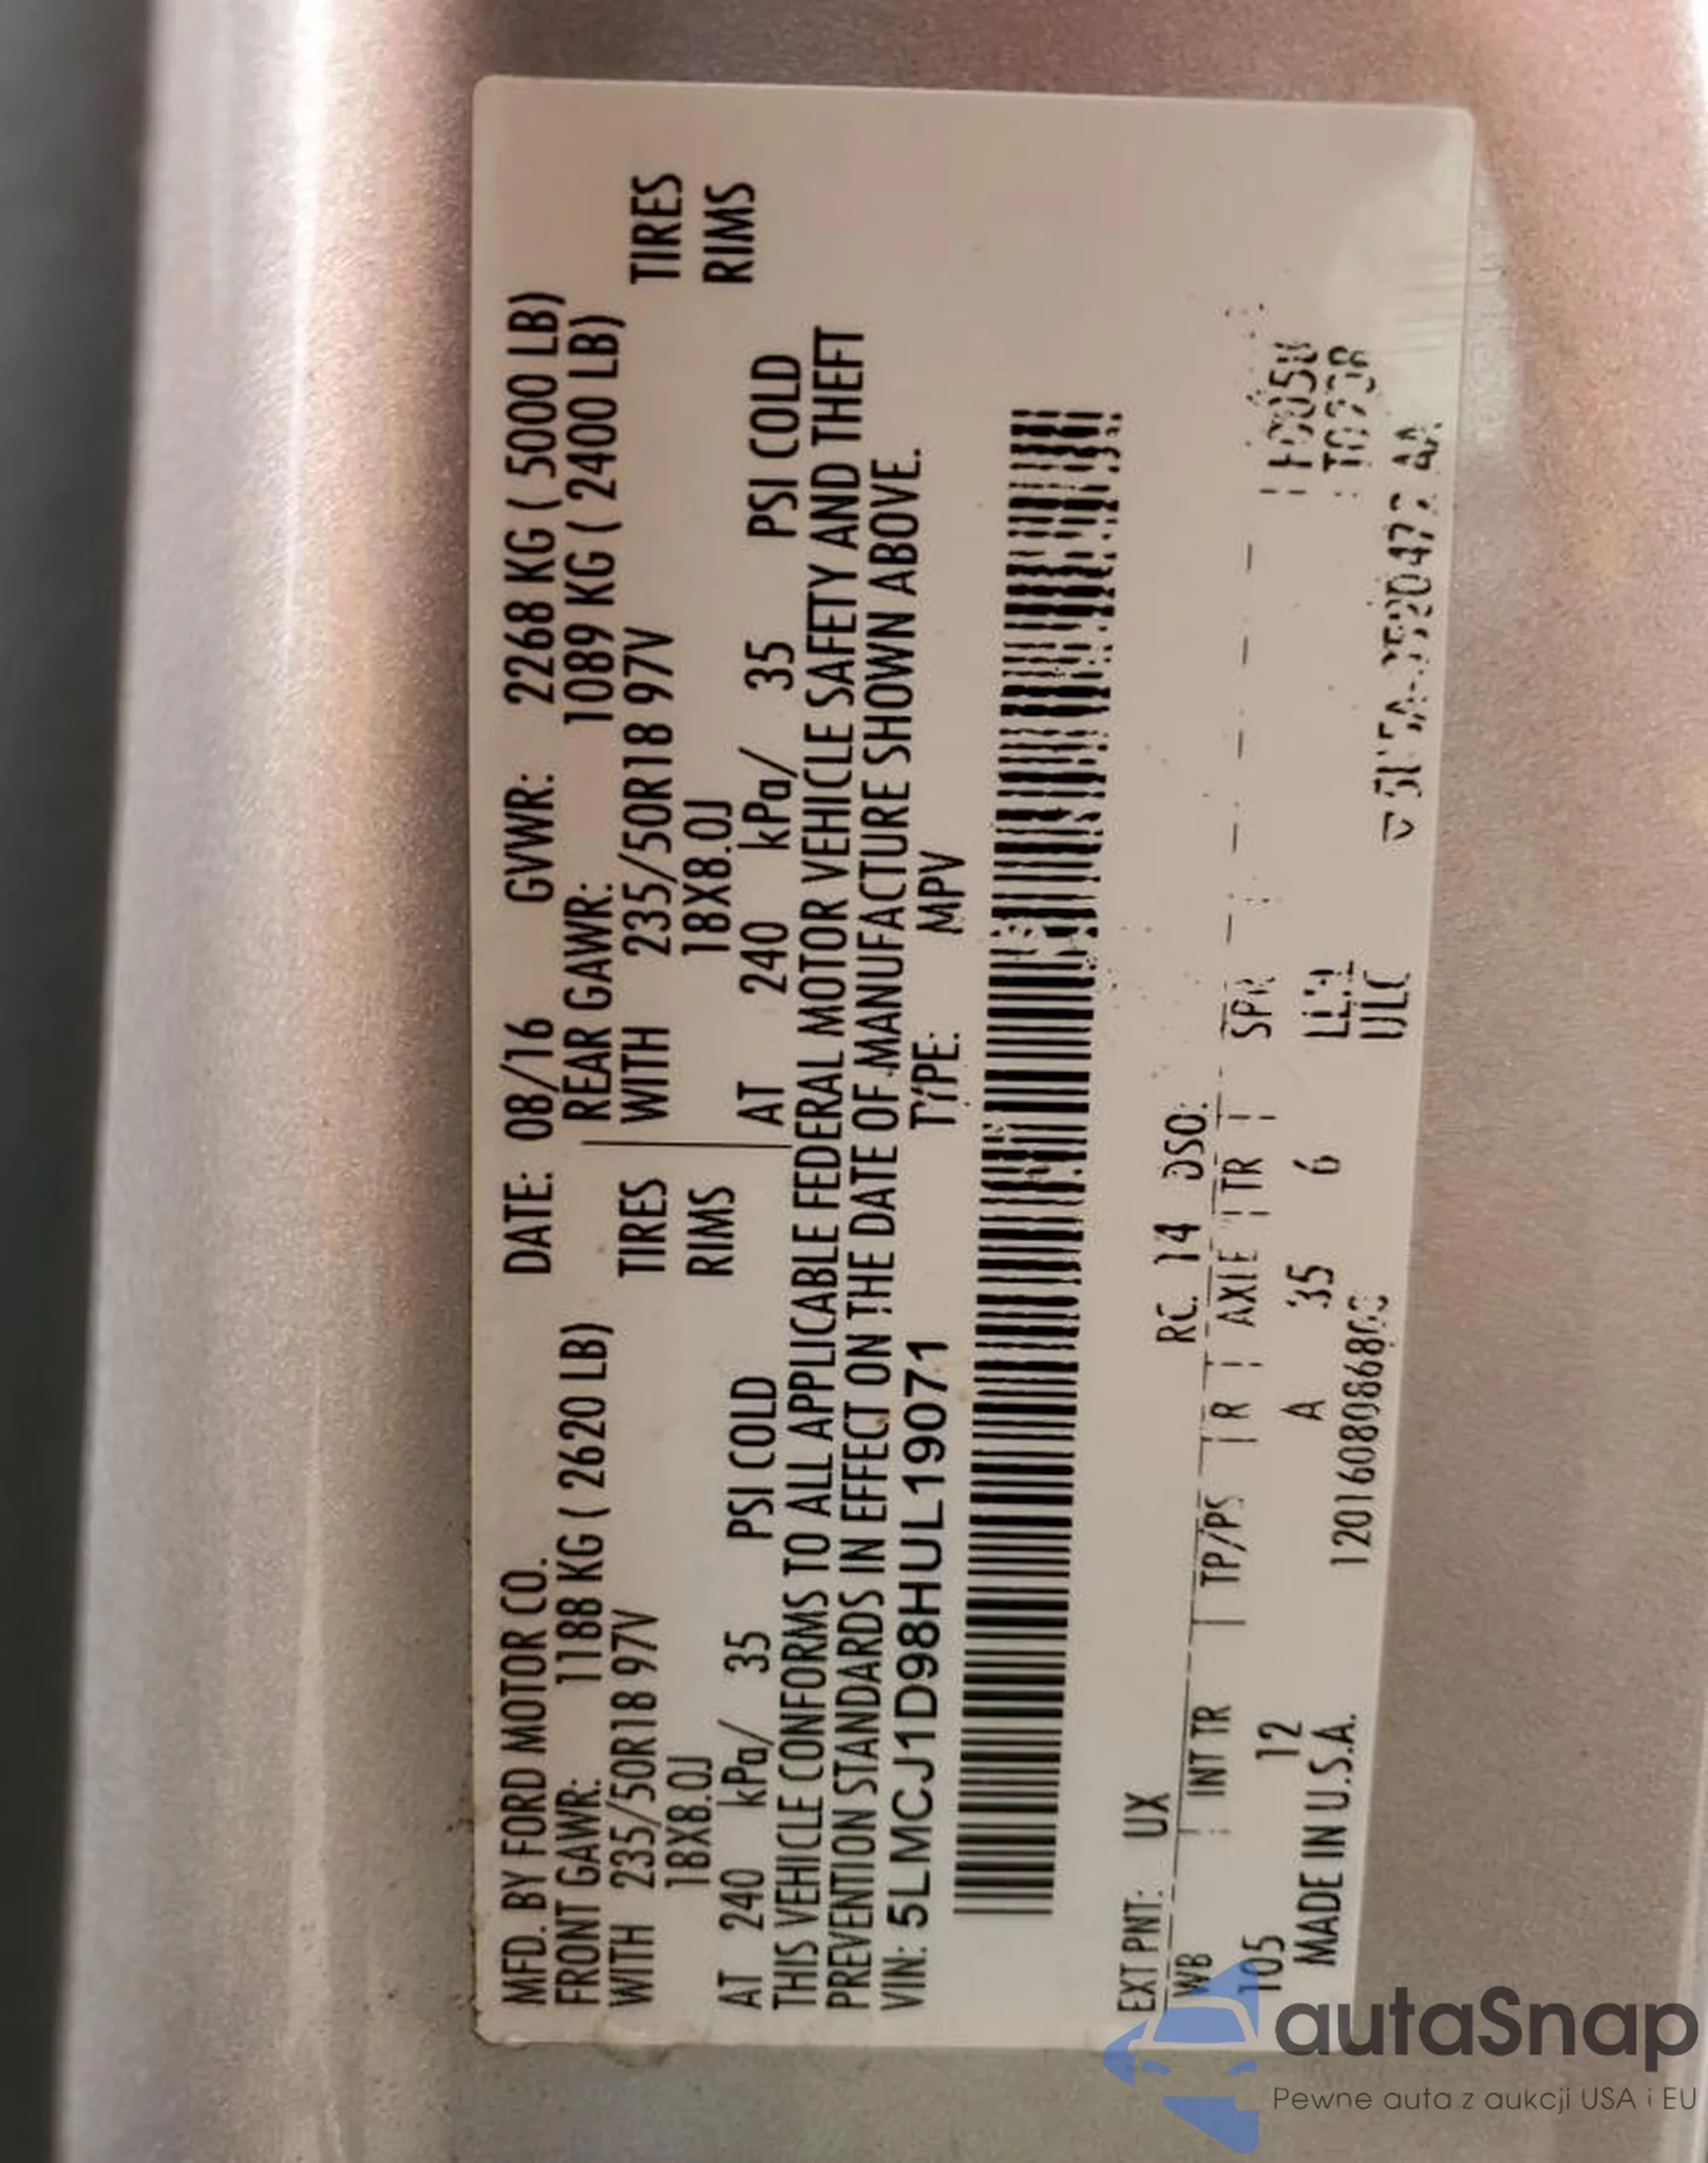 MFD. BY FORD MOTOR CO. DATE: 08/16 GVWR: 2268 KG ( 5000 LB)
FRONT GAWR: 1188 KG ( 2620 LB) REAR GAWR: 1089 KG ( 2400 LB)
WITH 235/50R18 97V TIRES WITH 235/50R18 97V TIRES
18X8.0J RIMS 18X8.0J RIMS
AT 240 kPa/ 35 PSI COLD AT 240 kPa/ 35 PSI COLD
THIS VEHICLE CONFORMS TO ALL APPLICABLE FEDERAL MOTOR VEHICLE SAFETY AND THEFT
PREVENTION STANDARDS IN EFFECT ON THE DATE OF MANUFACTURE SHOWN ABOVE.
VIN: 5LMCJ1D98HUL19071 TYPE: MPV
EXT PNT: UX RC: 14 DSO:
WB INT TR TP/PS R AXLE TR SPR
105 12 A 35 6
MADE IN U.S.A.
autaSnap
Pewne auta z aukcji USA i EU